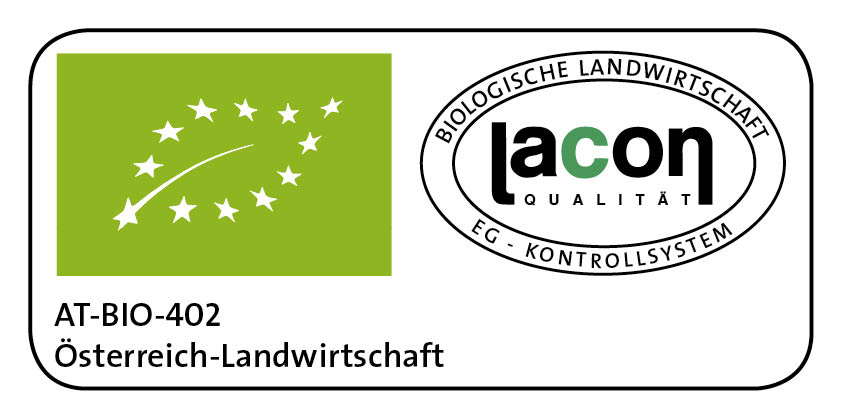 BIOLOGISCHE LANDWIRTSCHAFT
lacon
QUALITÄT
EG - KONTROLLSYSTEM
AT-BIO-402
Österreich-Landwirtschaft